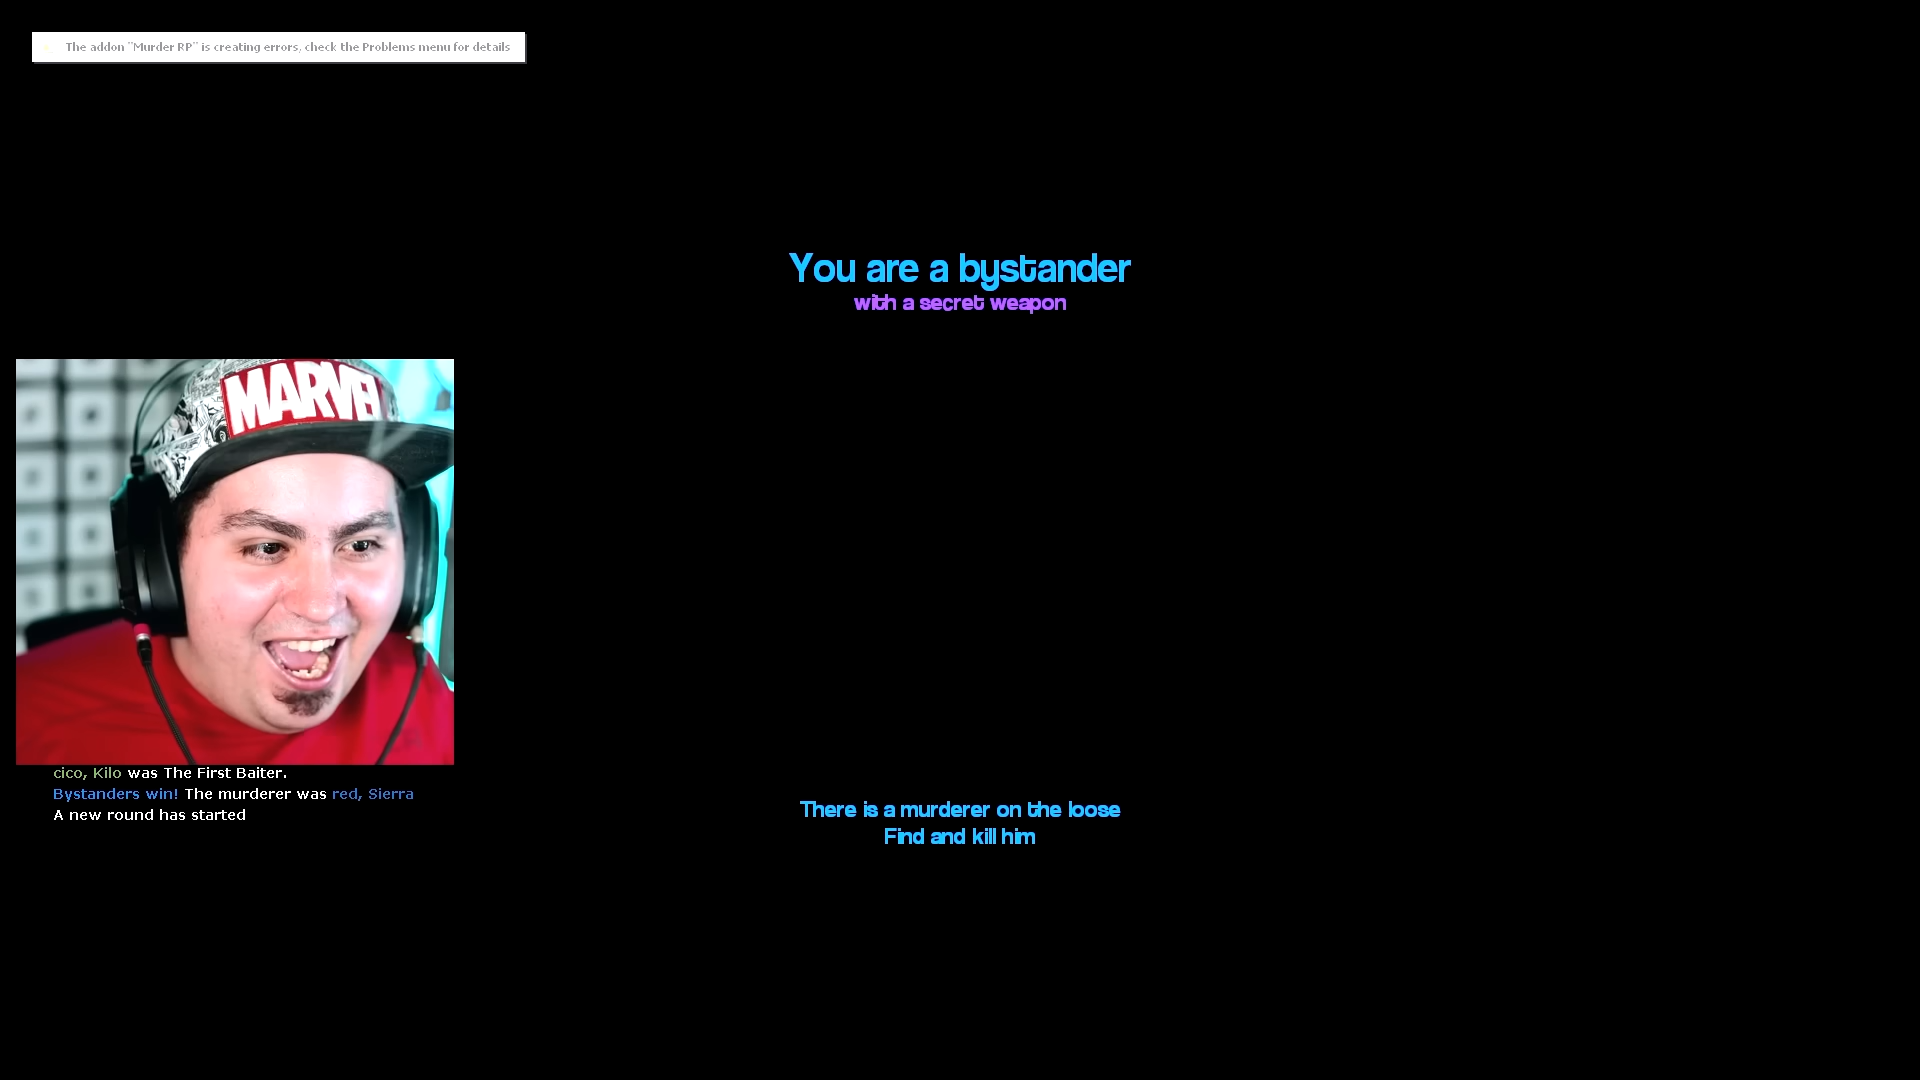 The addon "Murder RP" is creating errors, check the Problems menu for details
You are a bystander
with a secret weapon
MARVEL
cico, Kilo was The First Baiter.
Bystanders win! The murderer was red, Sierra
A new round has started
There is a murderer on the loose
Find and kill him